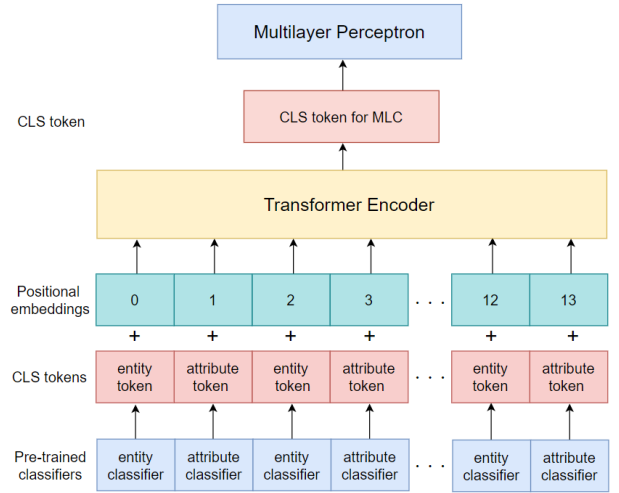 Multilayer Perceptron
CLS token
CLS token for MLC
Transformer Encoder
Positional
embeddings
0 1 2 3 . . . 12 13
+ + + + + +
CLS tokens
entity attribute entity attribute entity attribute
token token token token . . . token token
Pre-trained
classifiers
entity attribute entity attribute entity attribute
classifier classifier classifier classifier . . . classifier classifier